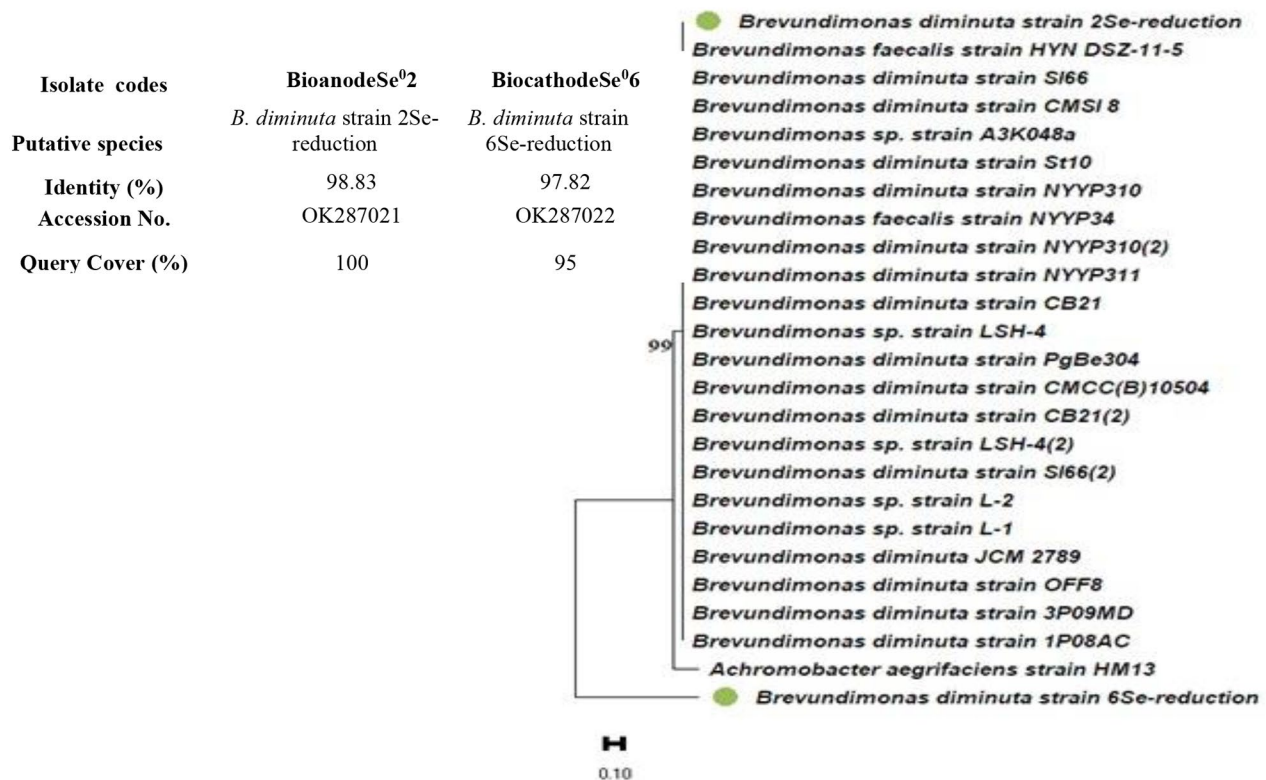 Isolate codes BioanodeSe⁰2 BiocathodeSe⁰6
Putative species B. diminuta strain 2Se-reduction B. diminuta strain 6Se-reduction
Identity (%) 98.83 97.82
Accession No. OK287021 OK287022
Query Cover (%) 100 95
Brevundimonas diminuta strain 2Se-reduction
Brevundimonas faecalis strain HYN DSZ-11-5
Brevundimonas diminuta strain SI66
Brevundimonas diminuta strain CMSI 8
Brevundimonas sp. strain A3K048a
Brevundimonas diminuta strain St10
Brevundimonas diminuta strain NYYP310
Brevundimonas faecalis strain NYYP34
Brevundimonas diminuta strain NYYP310(2)
Brevundimonas diminuta strain NYYP311
Brevundimonas diminuta strain CB21
Brevundimonas sp. strain LSH-4
99
Brevundimonas diminuta strain PgBe304
Brevundimonas diminuta strain CMCC(B)10504
Brevundimonas diminuta strain CB21(2)
Brevundimonas sp. strain LSH-4(2)
Brevundimonas diminuta strain SI66(2)
Brevundimonas sp. strain L-2
Brevundimonas sp. strain L-1
Brevundimonas diminuta JCM 2789
Brevundimonas diminuta strain OFF8
Brevundimonas diminuta strain 3P09MD
Brevundimonas diminuta strain 1P08AC
Achromobacter aegrifaciens strain HM13
Brevundimonas diminuta strain 6Se-reduction
0.10